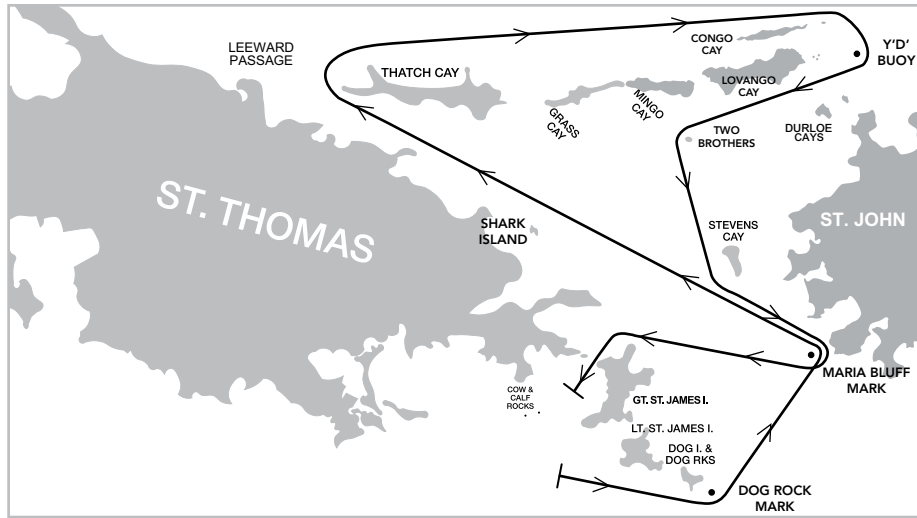 CONGO
CAY
Y'D'
BUOY
LEEWARD
PASSAGE
THATCH CAY
LOVANGO
CAY
MINGO
CAY
GRASS
CAY
TWO
BROTHERS
DURLOE
CAYS
ST. THOMAS
SHARK
ISLAND
STEVENS
CAY
ST. JOHN
MARIA BLUFF
MARK
COW &
CALF
ROCKS
GT. ST. JAMES I.
LT. ST. JAMES I.
DOG I. &
DOG RKS
DOG ROCK
MARK